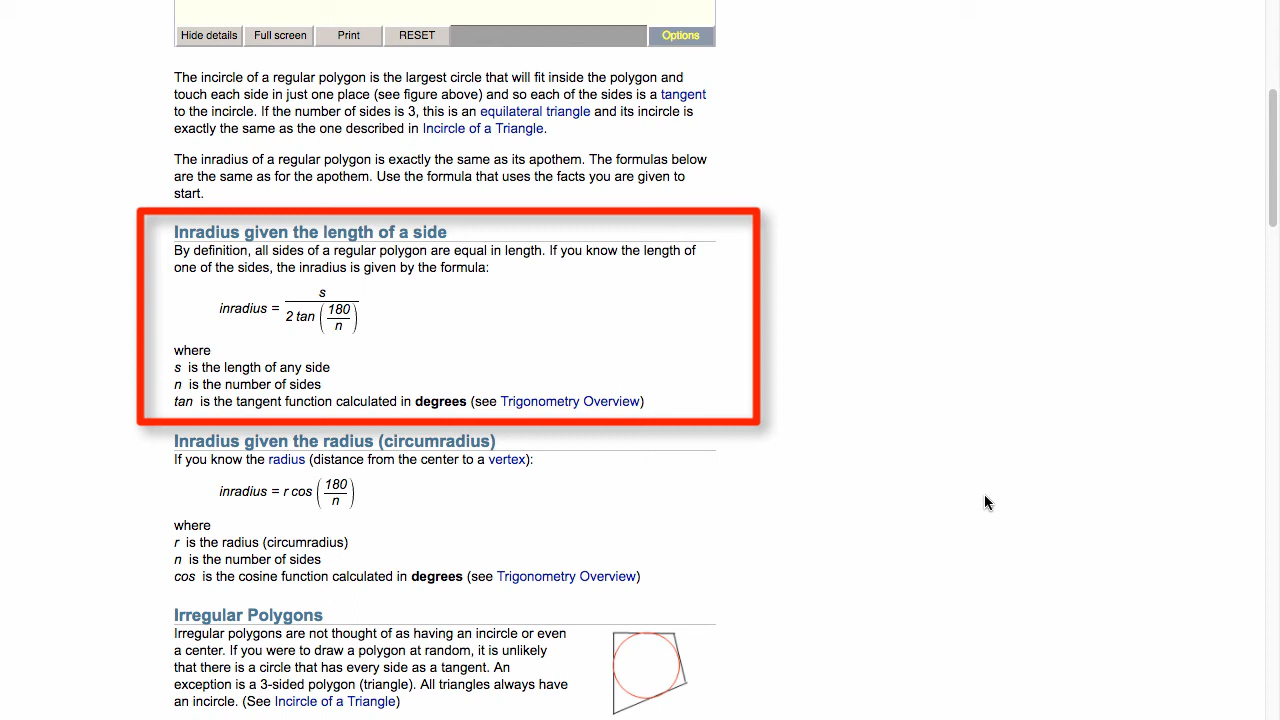 Hide details Full screen Print RESET Options
The incircle of a regular polygon is the largest circle that will fit inside the polygon and
touch each side in just one place (see figure above) and so each of the sides is a tangent
to the incircle. If the number of sides is 3, this is an equilateral triangle and its incircle is
exactly the same as the one described in Incircle of a Triangle.
The inradius of a regular polygon is exactly the same as its apothem. The formulas below
are the same as for the apothem. Use the formula that uses the facts you are given to
start.
Inradius given the length of a side
By definition, all sides of a regular polygon are equal in length. If you know the length of
one of the sides, the inradius is given by the formula:
s
inradius =
2 tan (180/n)
where
s is the length of any side
n is the number of sides
tan is the tangent function calculated in degrees (see Trigonometry Overview)
Inradius given the radius (circumradius)
If you know the radius (distance from the center to a vertex):
inradius = r cos (180/n)
where
r is the radius (circumradius)
n is the number of sides
cos is the cosine function calculated in degrees (see Trigonometry Overview)
Irregular Polygons
Irregular polygons are not thought of as having an incircle or even
a center. If you were to draw a polygon at random, it is unlikely
that there is a circle that has every side as a tangent. An
exception is a 3-sided polygon (triangle). All triangles always have
an incircle. (See Incircle of a Triangle)